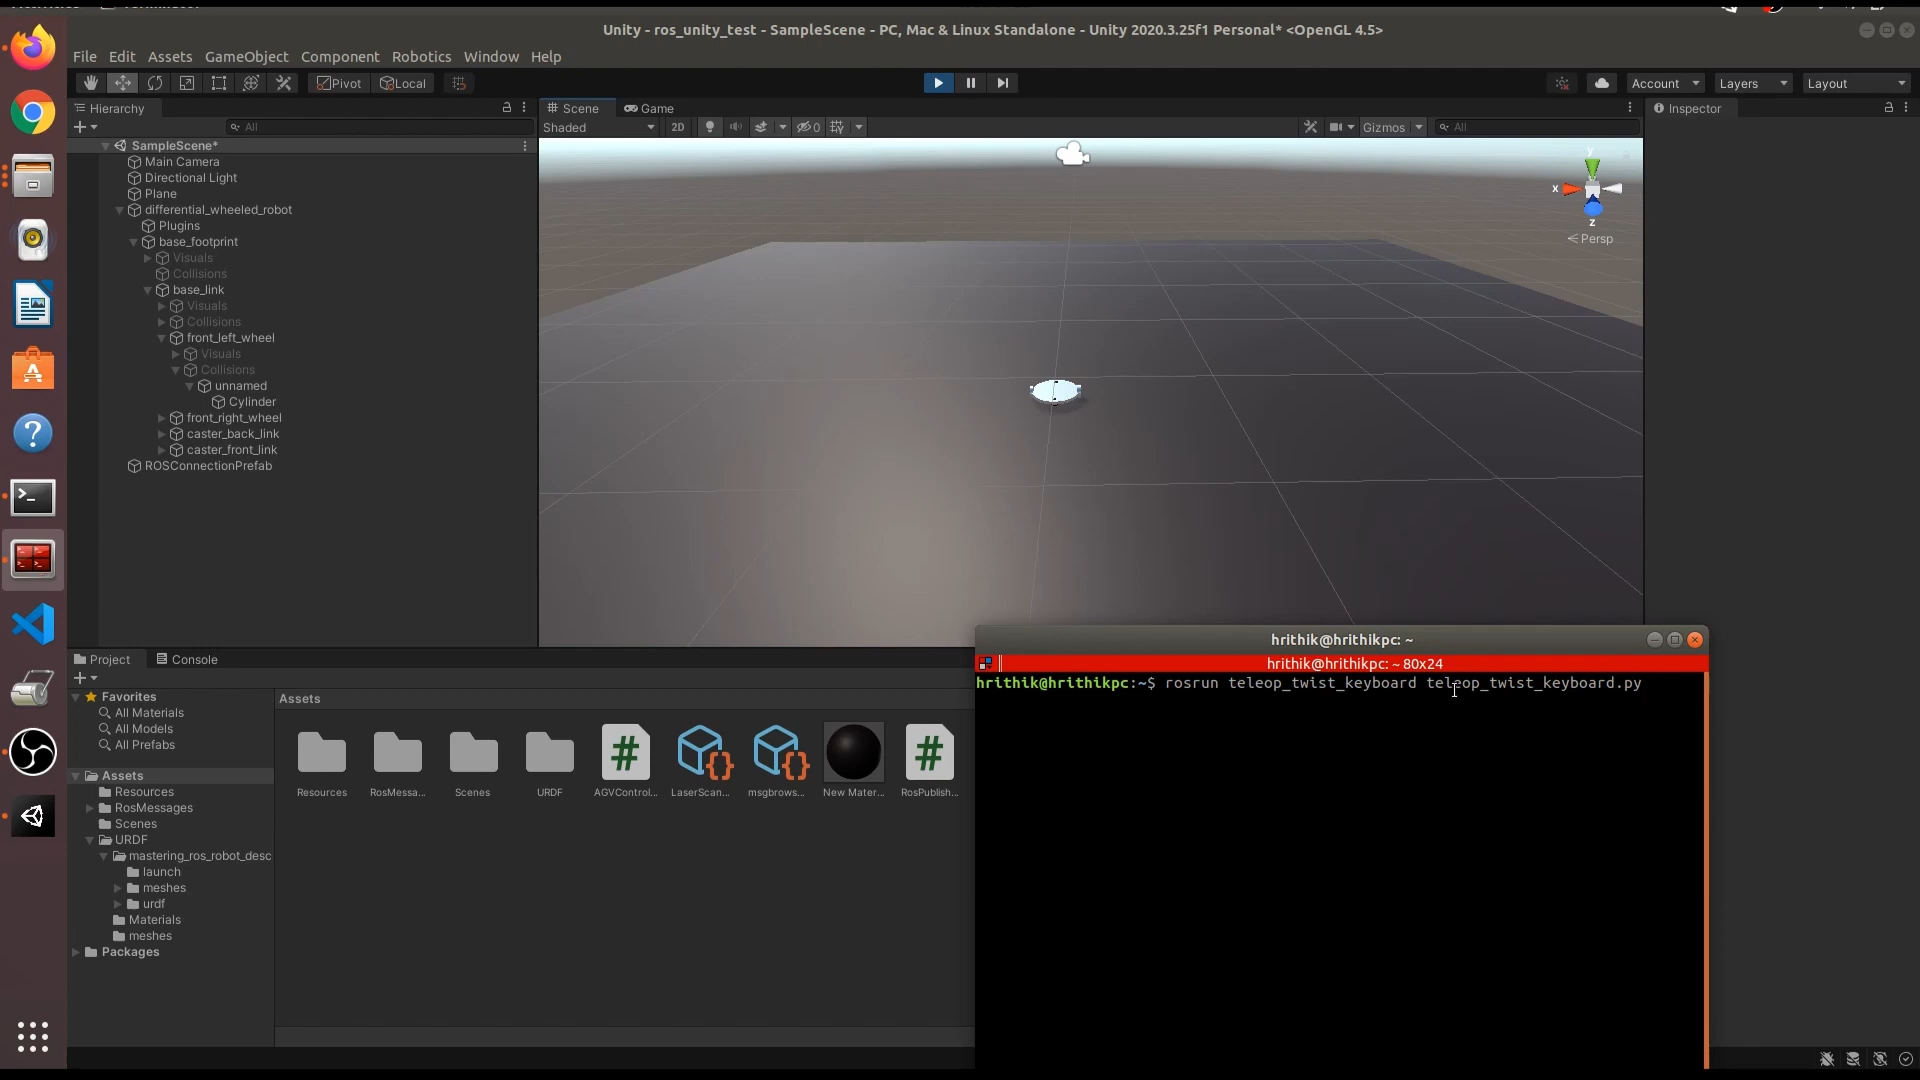 Unity - ros_unity_test - SampleScene - PC, Mac & Linux Standalone - Unity 2020.3.25f1 Personal* <OpenGL 4.5>
File Edit Assets GameObject Component Robotics Window Help
Pivot Local Account Layers Layout
Hierarchy
All
SampleScene*
Main Camera
Directional Light
Plane
differential_wheeled_robot
Plugins
base_footprint
Visuals
Collisions
base_link
Visuals
Collisions
front_left_wheel
Visuals
Collisions
unnamed
Cylinder
front_right_wheel
caster_back_link
caster_front_link
ROSConnectionPrefab
Scene Game
Shaded 2D 0 Gizmos All
y
x
z
Persp
Inspector
Project Console
Favorites
All Materials
All Models
All Prefabs
Assets
Resources
RosMessages
Scenes
URDF
mastering_ros_robot_desc
launch
meshes
urdf
Materials
meshes
Packages
Assets
Resources RosMessa... Scenes URDF AGVControl... LaserScan... msgbrows... New Mater... RosPublish...
hrithik@hrithikpc: ~
hrithik@hrithikpc: ~ 80x24
hrithik@hrithikpc:~$ rosrun teleop_twist_keyboard teleop_twist_keyboard.py